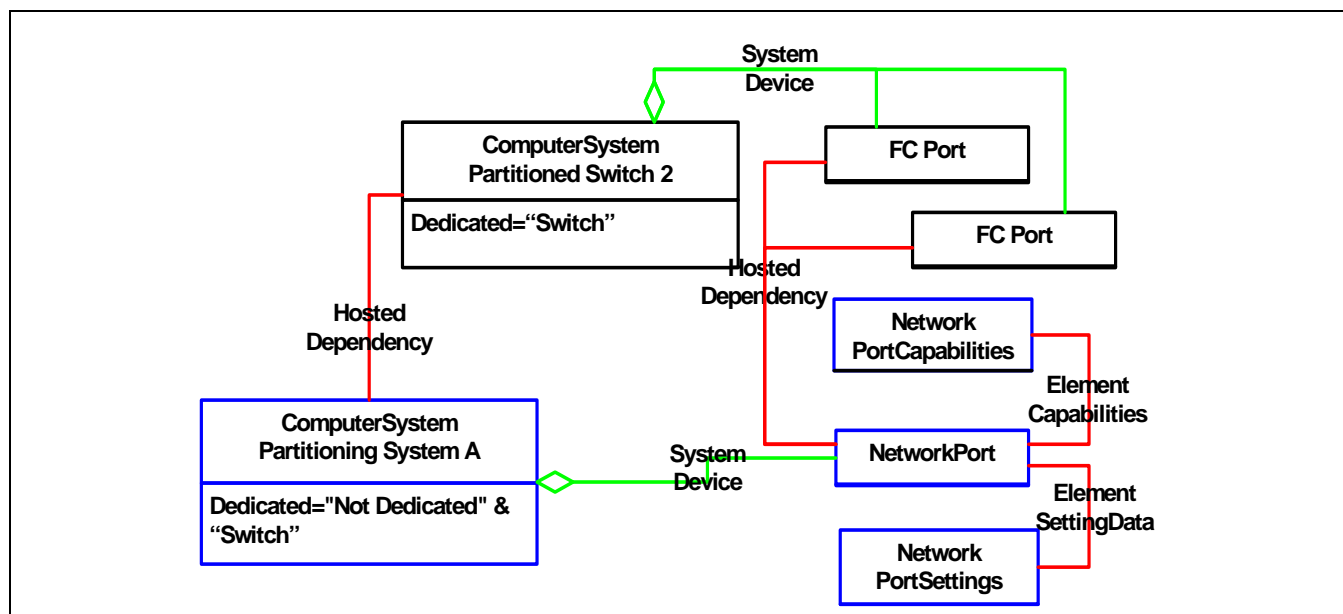 System
Device
ComputerSystem
Partitioned Switch 2
Dedicated=“Switch”
FC Port
FC Port
Hosted
Dependency
Hosted
Dependency
Network
PortCapabilities
Element
Capabilities
ComputerSystem
Partitioning System A
Dedicated="Not Dedicated" &
“Switch”
System
Device
NetworkPort
Element
SettingData
Network
PortSettings